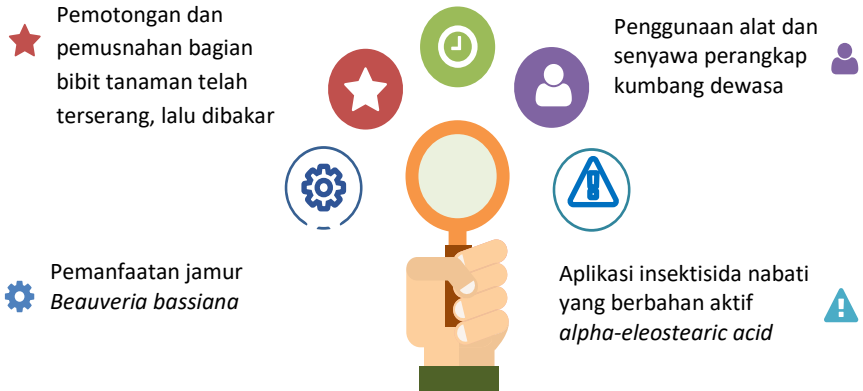 Pemotongan dan
pemusnahan bagian
bibit tanaman telah
terserang, lalu dibakar
Penggunaan alat dan
senyawa perangkap
kumbang dewasa
Pemanfaatan jamur
Beauveria bassiana
Aplikasi insektisida nabati
yang berbahan aktif
alpha-eleostearic acid